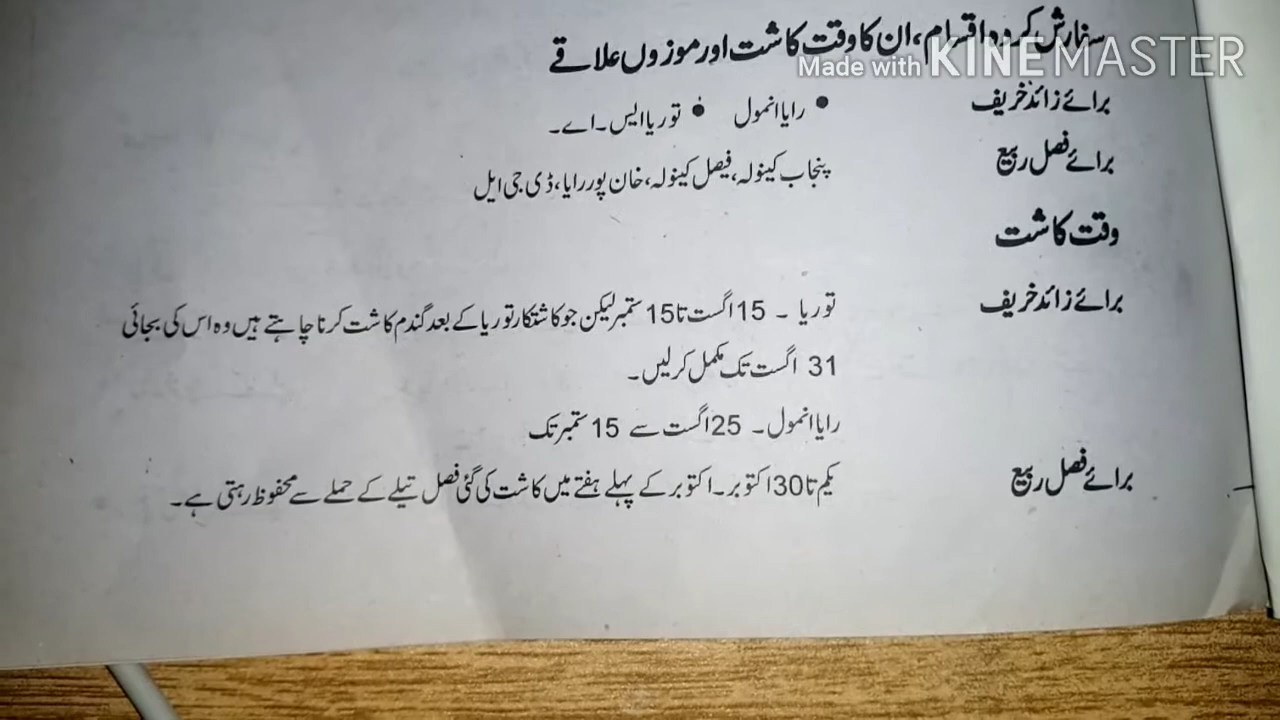 سفارش کردہ اقسام، ان کا وقت کاشت اور موزوں علاقے
Made with KINEMASTER
برائے زائد خریف • رایا انمول • توریا ایس۔اے۔
برائے فصل ربیع پنجاب کینولہ، فیصل کینولہ، خان پور رایا، ڈی جی ایل
وقت کاشت
برائے زائد خریف توریا ۔ 15 اگست تا 15 ستمبر لیکن جو کاشتکار توریا کے بعد گندم کاشت کرنا چاہتے ہیں وہ اس کی بجائی
31 اگست تک مکمل کرلیں۔
رایا انمول۔ 25 اگست سے 15 ستمبر تک
برائے فصل ربیع یکم تا 30 اکتوبر۔ اکتوبر کے پہلے ہفتے میں کاشت کی گئی فصل تیلے کے حملے سے محفوظ رہتی ہے۔